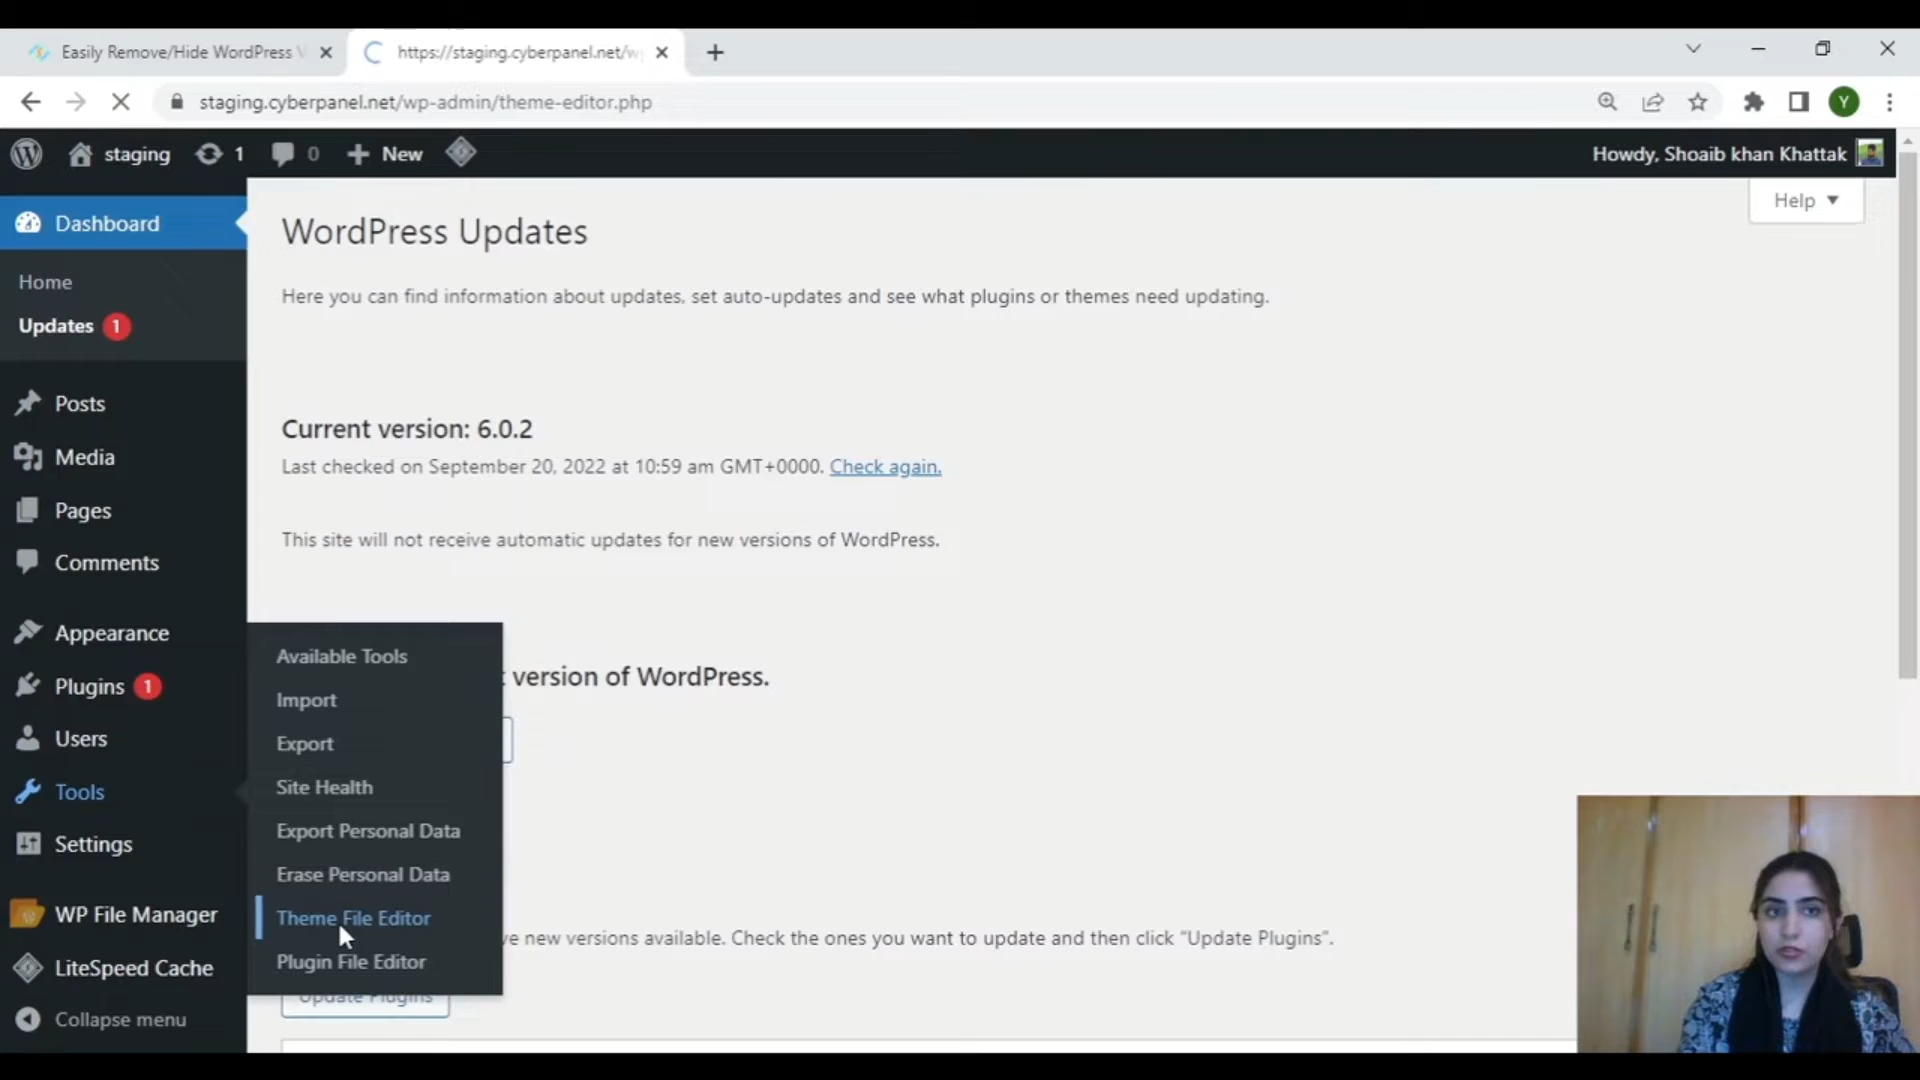 Easily Remove/Hide WordPress V
https://staging.cyberpanel.net/w
staging.cyberpanel.net/wp-admin/theme-editor.php
Y
staging
1
0
New
Howdy, Shoaib khan Khattak
Help
Dashboard
Home
Updates 1
Posts
Media
Pages
Comments
Appearance
Plugins 1
Users
Tools
Settings
WP File Manager
LiteSpeed Cache
Collapse menu
WordPress Updates
Here you can find information about updates, set auto-updates and see what plugins or themes need updating.
Current version: 6.0.2
Last checked on September 20, 2022 at 10:59 am GMT+0000. Check again.
This site will not receive automatic updates for new versions of WordPress.
version of WordPress.
Available Tools
Import
Export
Site Health
Export Personal Data
Erase Personal Data
Theme File Editor
Plugin File Editor
ve new versions available. Check the ones you want to update and then click "Update Plugins".
Update Plugins